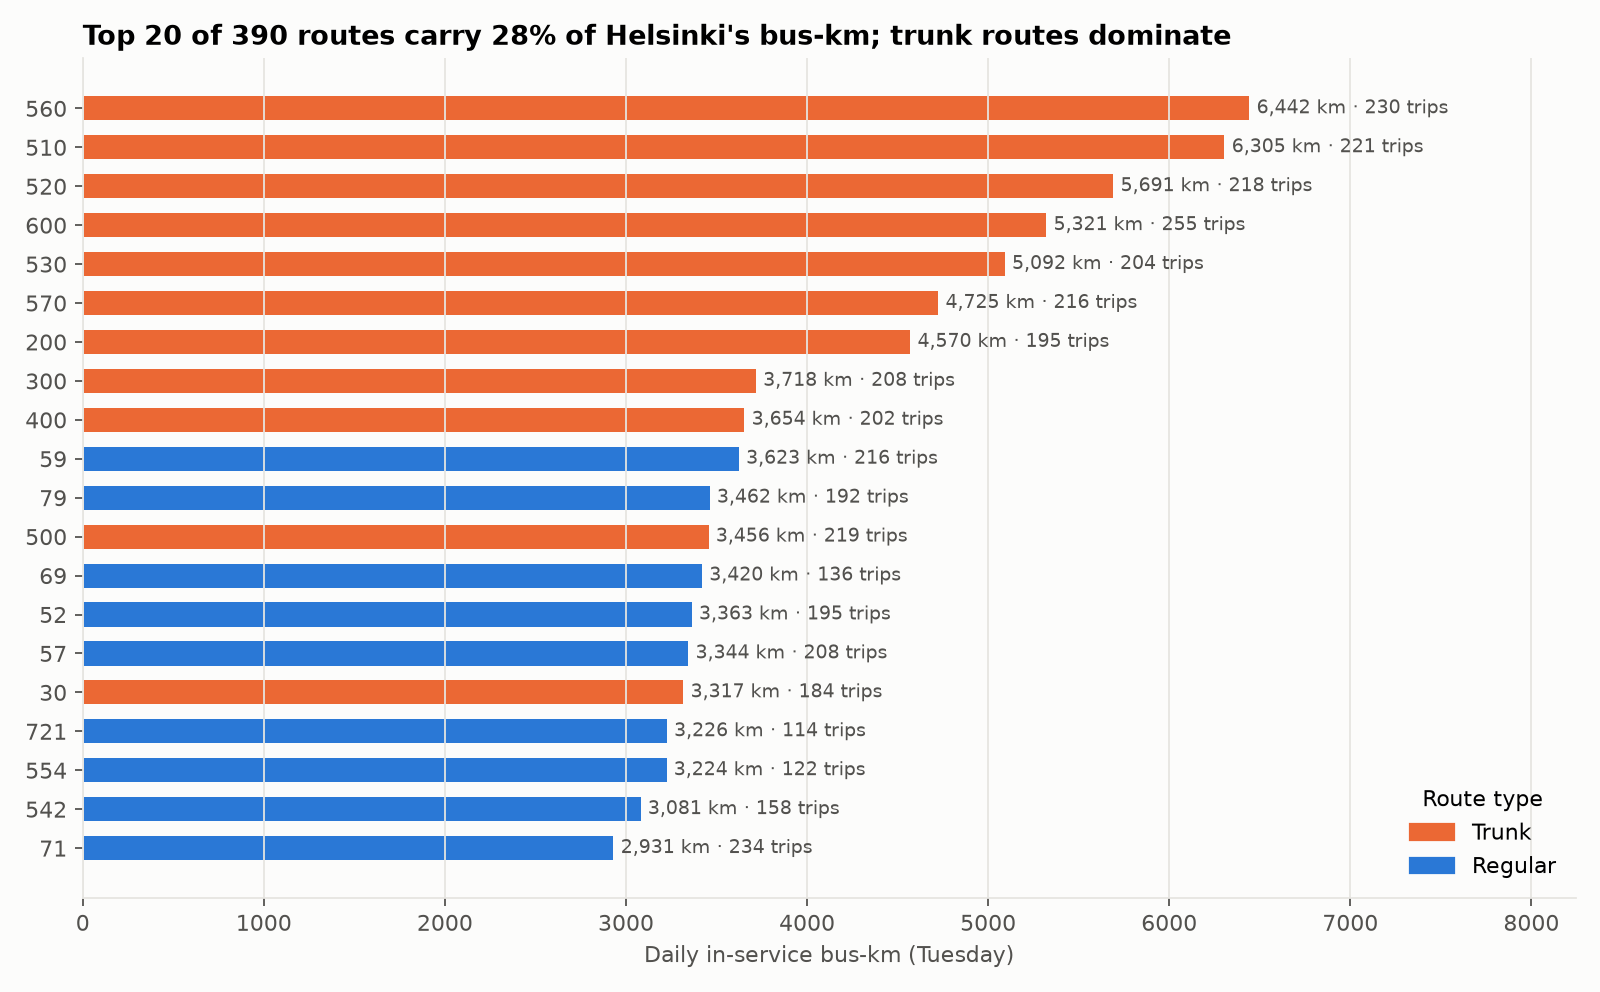 Top 20 of 390 routes carry 28% of Helsinki's bus-km; trunk routes dominate
560 6,442 km · 230 trips
510 6,305 km · 221 trips
520 5,691 km · 218 trips
600 5,321 km · 255 trips
530 5,092 km · 204 trips
570 4,725 km · 216 trips
200 4,570 km · 195 trips
300 3,718 km · 208 trips
400 3,654 km · 202 trips
59 3,623 km · 216 trips
79 3,462 km · 192 trips
500 3,456 km · 219 trips
69 3,420 km · 136 trips
52 3,363 km · 195 trips
57 3,344 km · 208 trips
30 3,317 km · 184 trips
721 3,226 km · 114 trips
554 3,224 km · 122 trips
542 3,081 km · 158 trips
71 2,931 km · 234 trips
Route type
Trunk
Regular
0 1000 2000 3000 4000 5000 6000 7000 8000
Daily in-service bus-km (Tuesday)